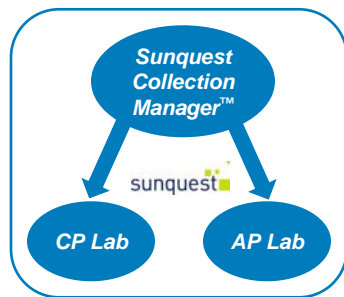 Sunquest
Collection
Manager™
sunquest
CP Lab
AP Lab